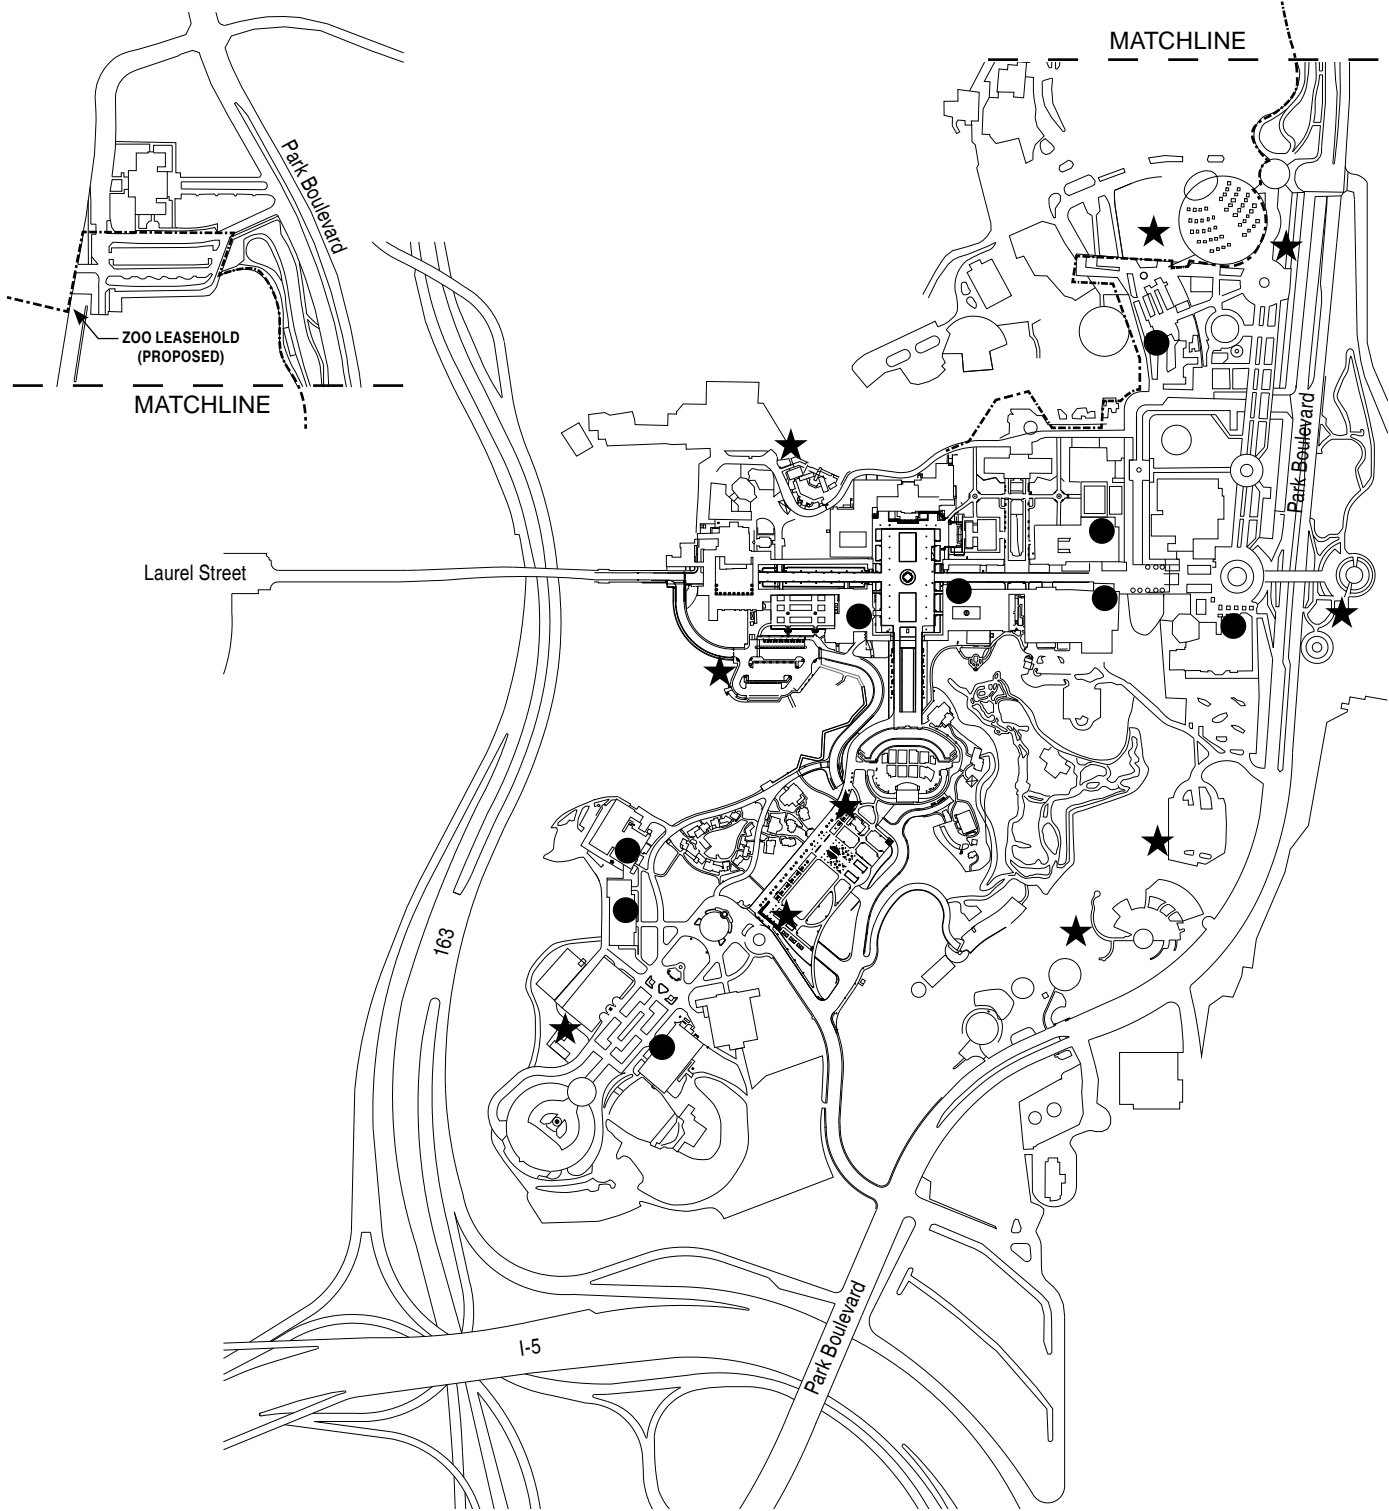 MATCHLINE
Park Boulevard
ZOO LEASEHOLD
(PROPOSED)
MATCHLINE
Park Boulevard
Laurel Street
163
Park Boulevard
I-5